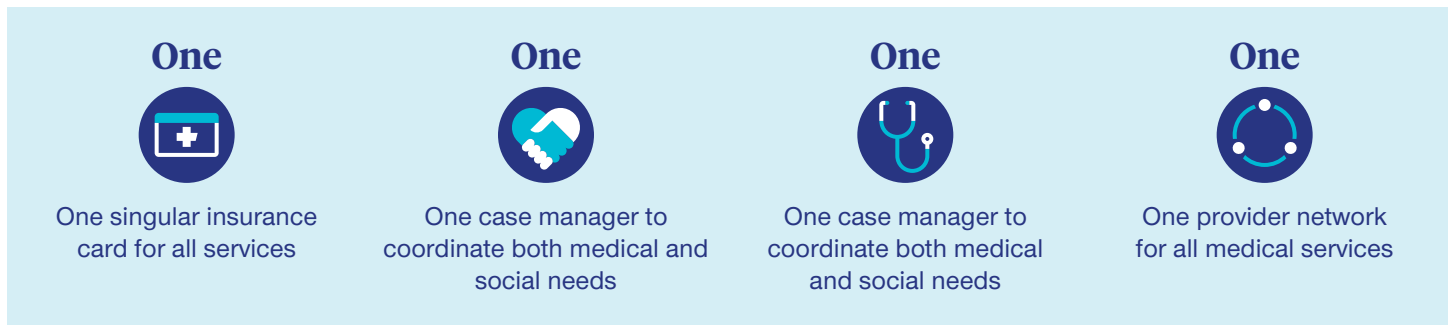 One
One singular insurance
card for all services
One
One case manager to
coordinate both medical and
social needs
One
One case manager to
coordinate both medical
and social needs
One
One provider network
for all medical services